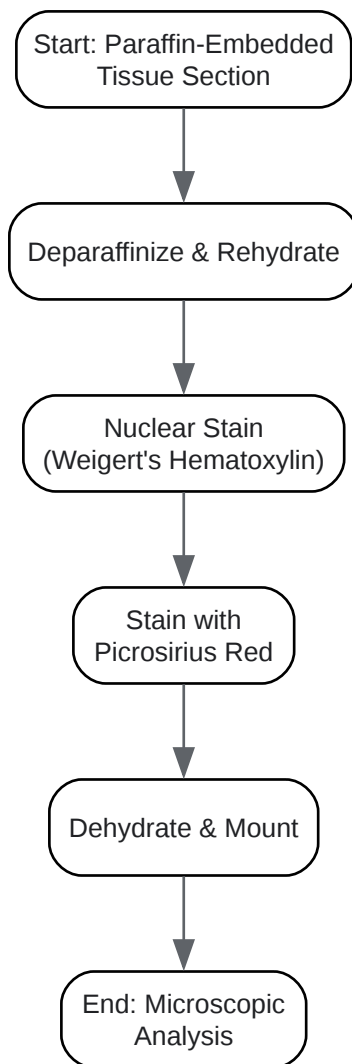 Start: Paraffin-Embedded
Tissue Section
Deparaffinize & Rehydrate
Nuclear Stain
(Weigert's Hematoxylin)
Stain with
Picrosirius Red
Dehydrate & Mount
End: Microscopic
Analysis